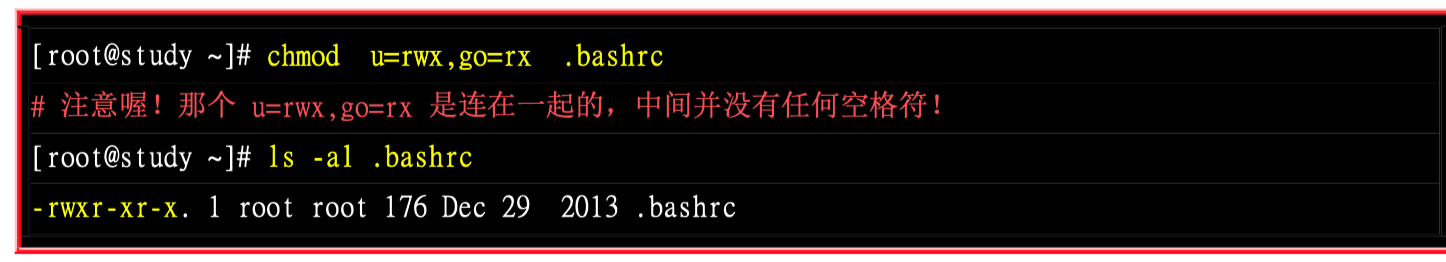 [root@study ~]# chmod  u=rwx,go=rx  .bashrc
# 注意喔！那个 u=rwx,go=rx 是连在一起的，中间并没有任何空格符！
[root@study ~]# ls -al .bashrc
-rwxr-xr-x. 1 root root 176 Dec 29  2013 .bashrc